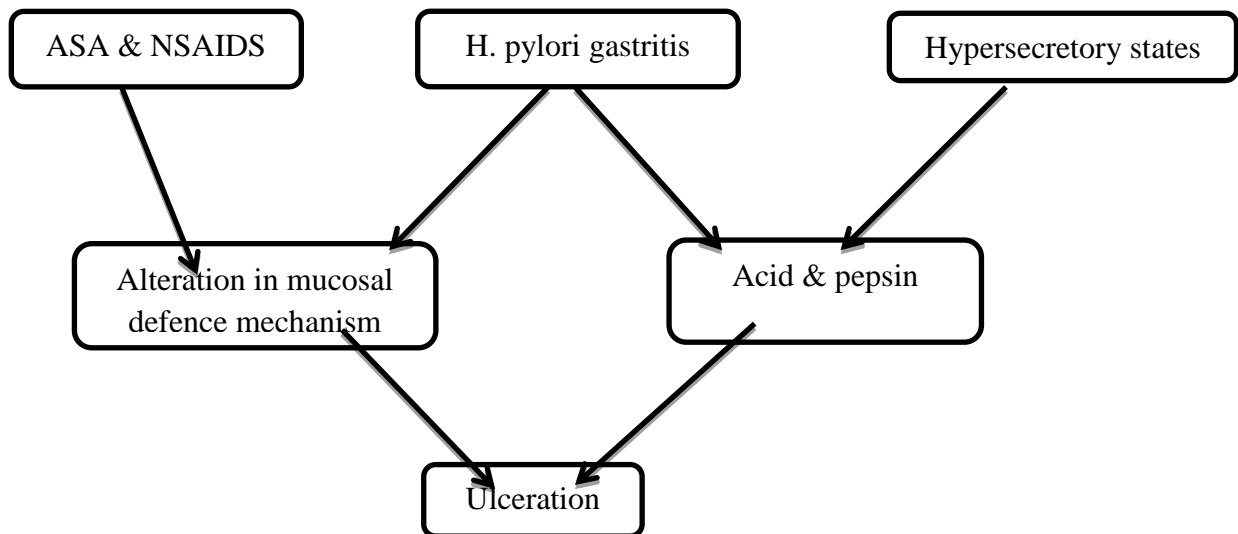 ASA & NSAIDS
H. pylori gastritis
Hypersecretory states
Alteration in mucosal
defence mechanism
Acid & pepsin
Ulceration